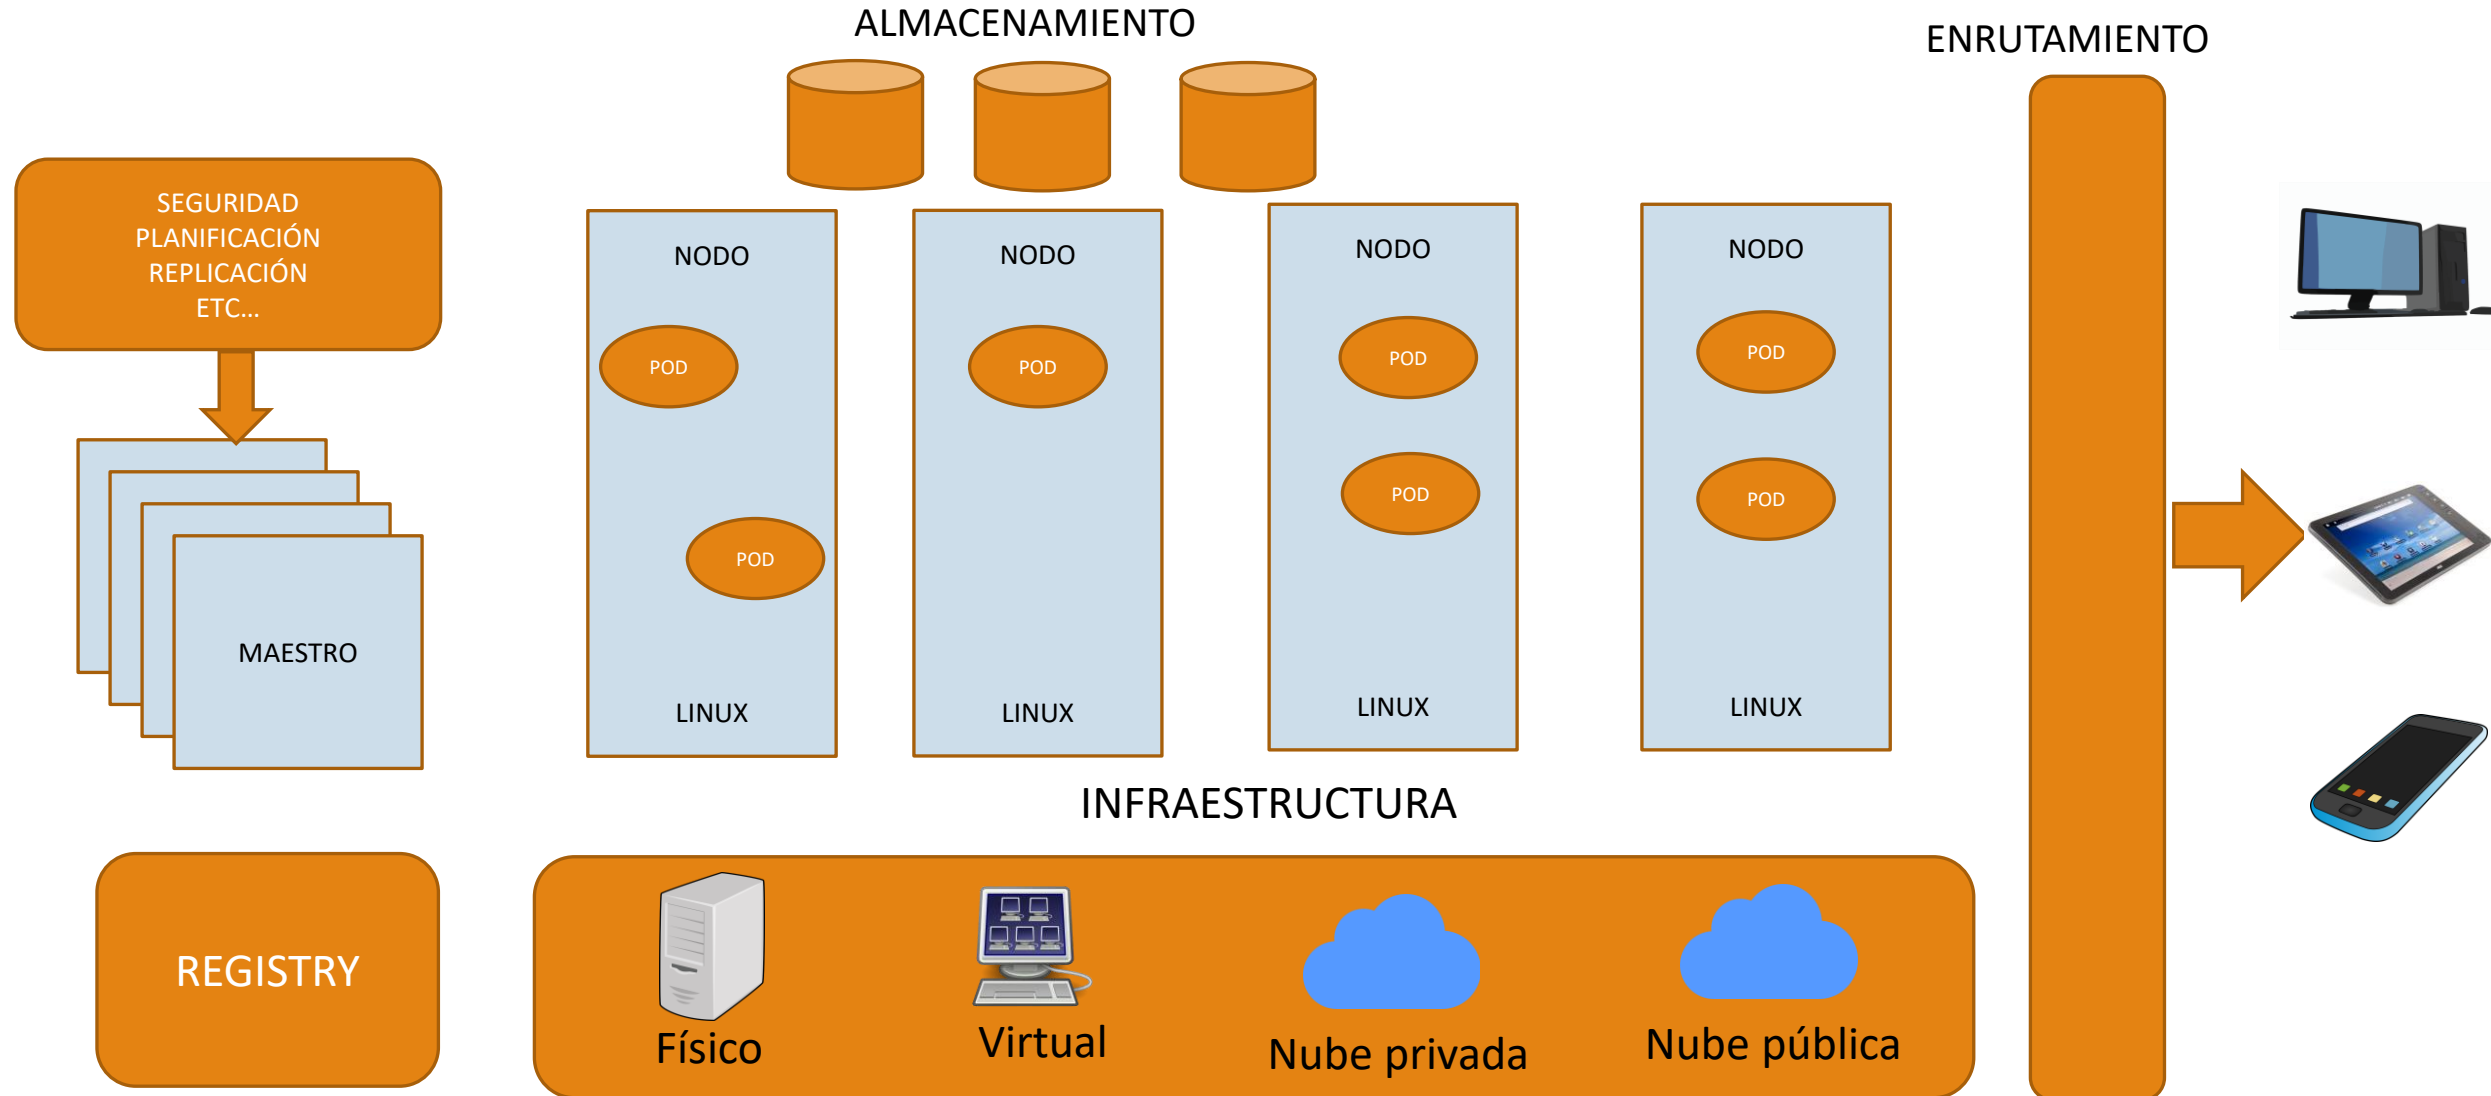 ALMACENAMIENTO
ENRUTAMIENTO
SEGURIDAD
PLANIFICACIÓN
REPLICACIÓN
ETC...
NODO
NODO
NODO
NODO
POD
POD
POD
POD
POD
POD
POD
MAESTRO
LINUX
LINUX
LINUX
LINUX
INFRAESTRUCTURA
REGISTRY
Físico
Virtual
Nube privada
Nube pública